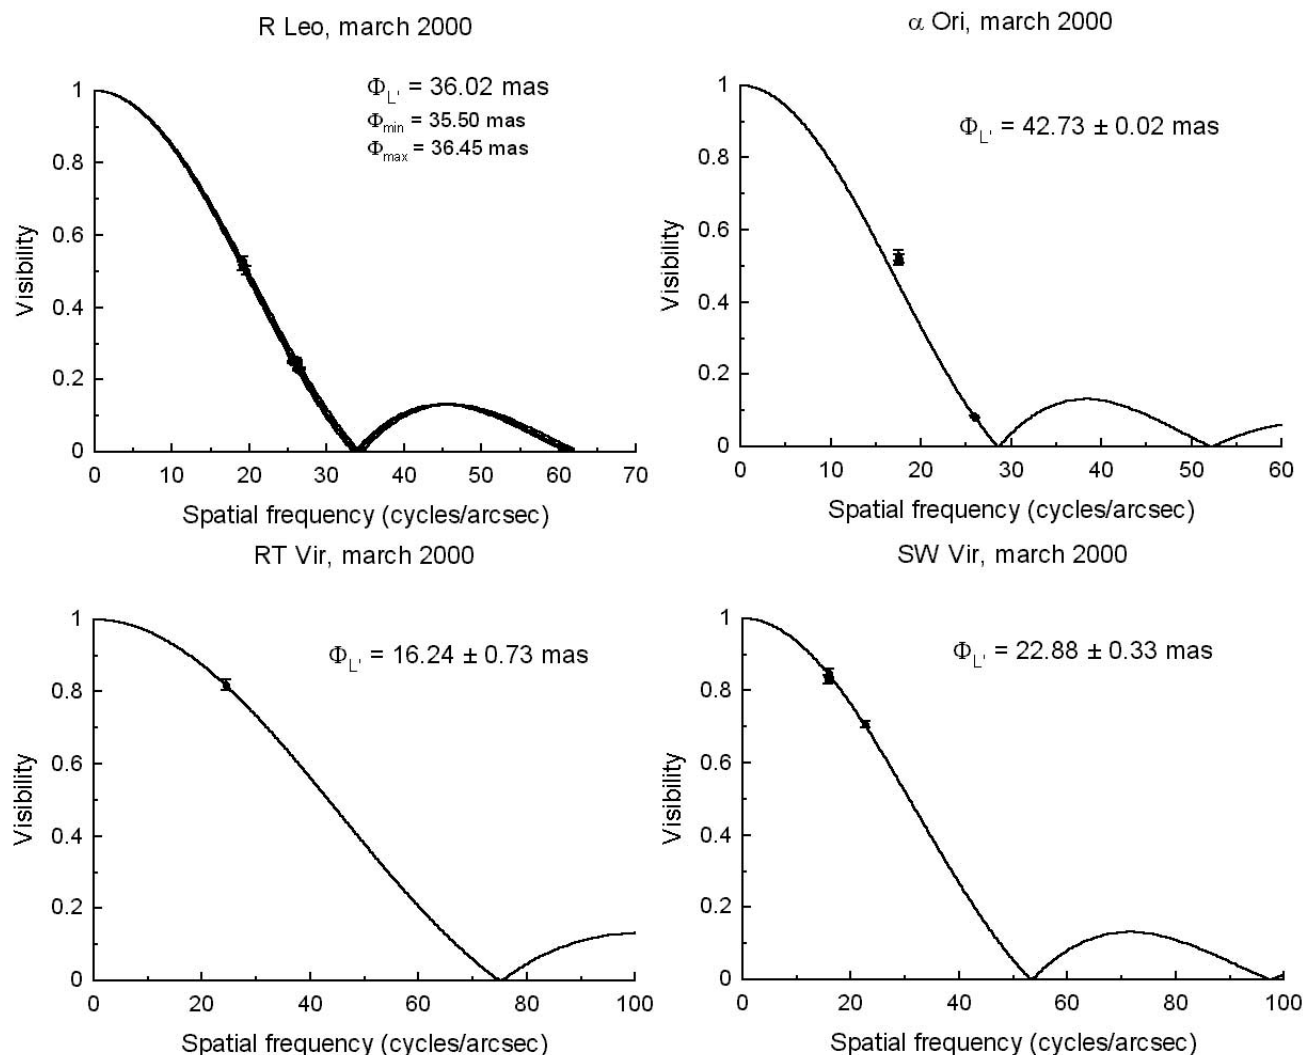 R Leo, march 2000
Φ_L' = 36.02 mas
Φ_min = 35.50 mas
Φ_max = 36.45 mas
1
0.8
0.6
0.4
0.2
0
Visibility
0 10 20 30 40 50 60 70
Spatial frequency (cycles/arcsec)
α Ori, march 2000
Φ_L' = 42.73 ± 0.02 mas
1
0.8
0.6
0.4
0.2
0
Visibility
0 10 20 30 40 50 60
Spatial frequency (cycles/arcsec)
RT Vir, march 2000
Φ_L' = 16.24 ± 0.73 mas
1
0.8
0.6
0.4
0.2
0
Visibility
0 20 40 60 80 100
Spatial frequency (cycles/arcsec)
SW Vir, march 2000
Φ_L' = 22.88 ± 0.33 mas
1
0.8
0.6
0.4
0.2
0
Visibility
0 20 40 60 80 100
Spatial frequency (cycles/arcsec)